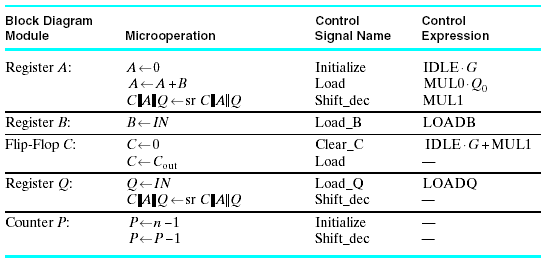 Block Diagram Module Microoperation Control Signal Name Control Expression
Register A: A←0 Initialize IDLE · G
A←A + B Load MUL0 · Q₀
C‖A‖Q ← sr C‖A‖Q Shift_dec MUL1
Register B: B←IN Load_B LOADB
Flip-Flop C: C←0 Clear_C IDLE · G + MUL1
C←Cout Load —
Register Q: Q←IN Load_Q LOADQ
C‖A‖Q ← sr C‖A‖Q Shift_dec —
Counter P: P←n – 1 Initialize —
P←P – 1 Shift_dec —